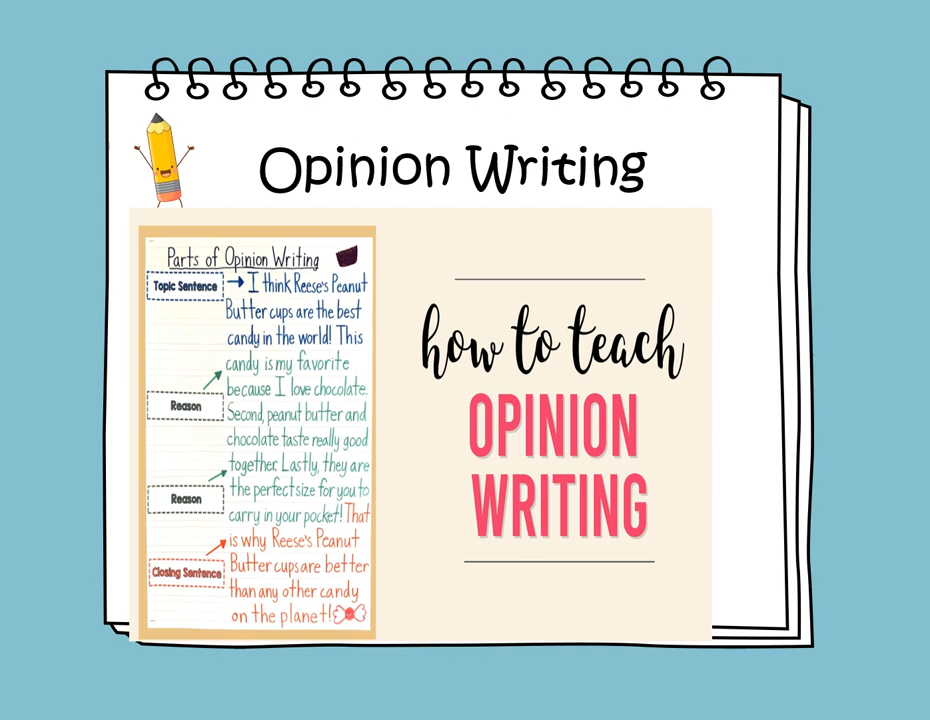 Opinion Writing
Parts of Opinion Writing
Topic Sentence
I think Reese's Peanut
Butter cups are the best
candy in the world! This
candy is my favorite
because I love chocolate.
Reason
Second, peanut butter and
chocolate taste really good
together. Lastly, they are
the perfect size for you to
Reason
carry in your pocket! That
is why Reese's Peanut
Butter cups are better
Closing Sentence
than any other candy
on the planet!
how to teach
OPINION
WRITING